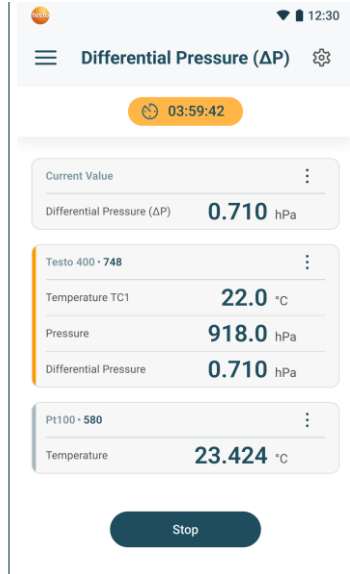 testo
12:30
Differential Pressure (ΔP)
03:59:42
Current Value
Differential Pressure (ΔP) 0.710 hPa
Testo 400 • 748
Temperature TC1 22.0 °C
Pressure 918.0 hPa
Differential Pressure 0.710 hPa
Pt100 • 580
Temperature 23.424 °C
Stop